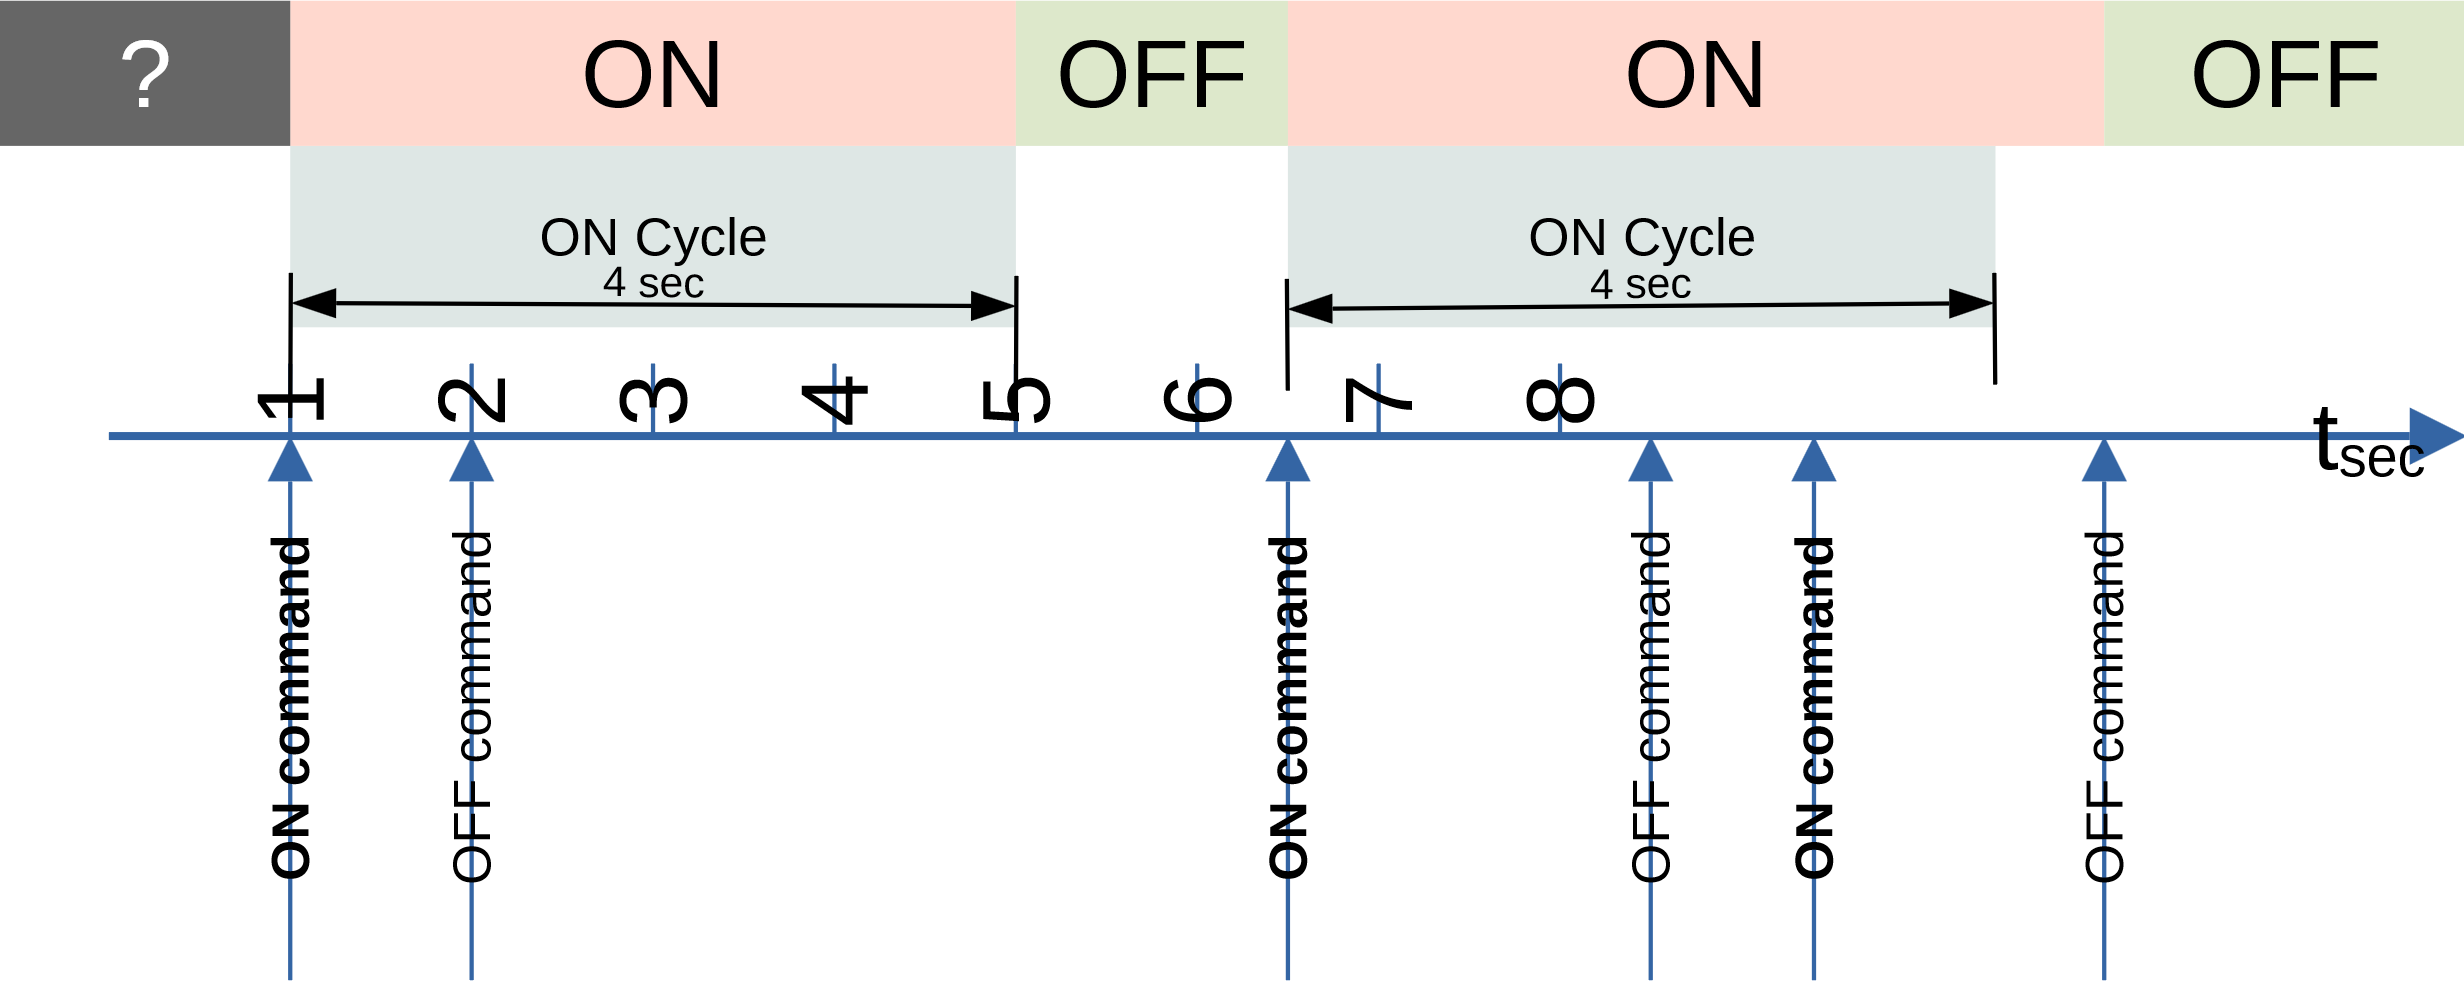 ? ON OFF ON OFF
ON Cycle
4 sec
ON Cycle
4 sec
1 2 3 4 5 6 7 8
tsec
ON command
OFF command
ON command
OFF command
ON command
OFF command